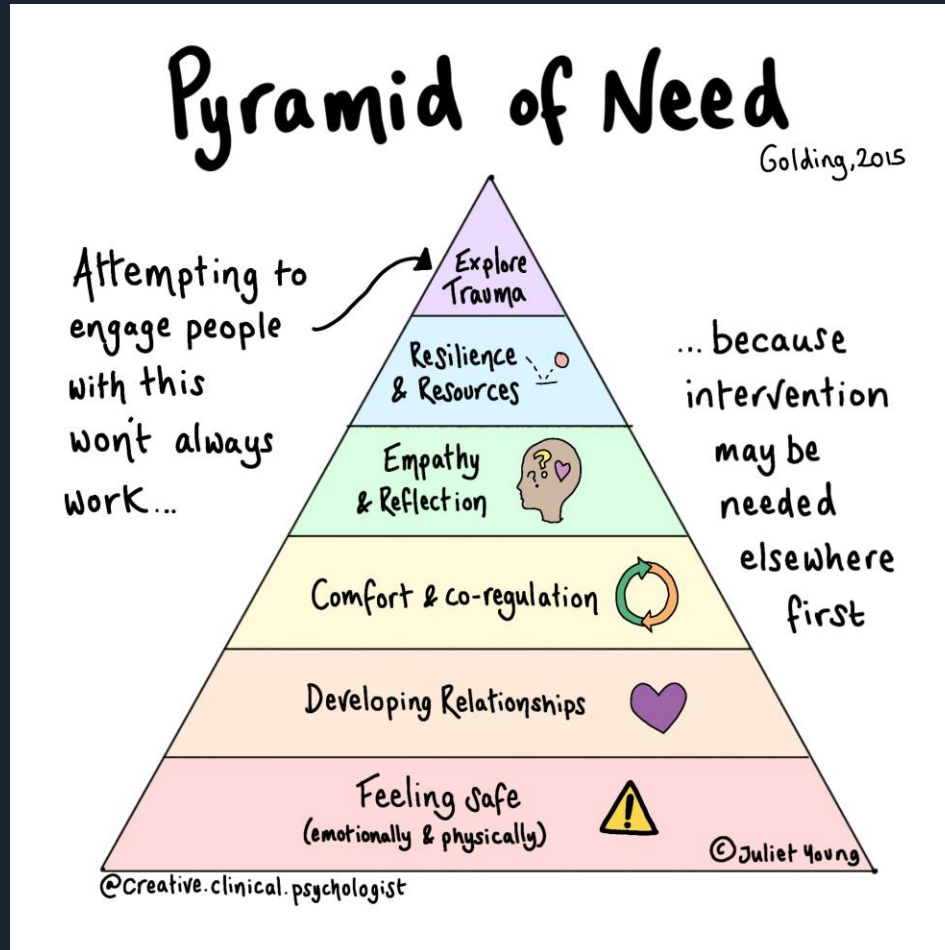 Pyramid of Need
Golding, 2015
Attempting to
engage people
with this
won't always
work...
Explore
Trauma
Resilience
& Resources
Empathy
& Reflection
Comfort & co-regulation
Developing Relationships
Feeling safe
(emotionally & physically)
... because
intervention
may be
needed
elsewhere
first
© Juliet Young
@creative.clinical.psychologist